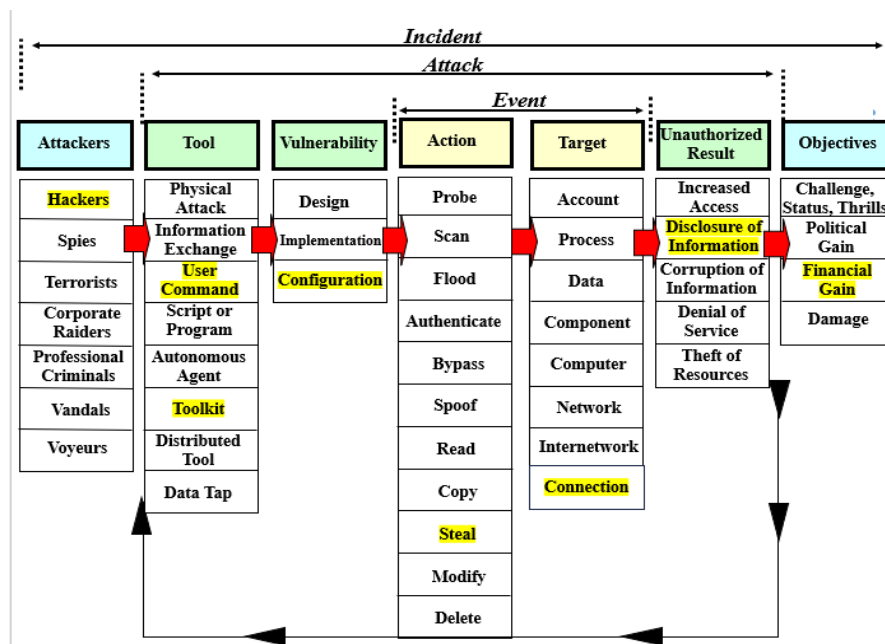 Incident
Attack
Event
Attackers
Tool
Vulnerability
Action
Target
Unauthorized
Result
Objectives
Hackers
Spies
Terrorists
Corporate
Raiders
Professional
Criminals
Vandals
Voyeurs
Physical
Attack
Information
Exchange
User
Command
Script or
Program
Autonomous
Agent
Toolkit
Distributed
Tool
Data Tap
Design
Implementation
Configuration
Probe
Scan
Flood
Authenticate
Bypass
Spoof
Read
Copy
Steal
Modify
Delete
Account
Process
Data
Component
Computer
Network
Internetwork
Connection
Increased
Access
Disclosure of
Information
Corruption of
Information
Denial of
Service
Theft of
Resources
Challenge,
Status, Thrills
Political
Gain
Financial
Gain
Damage